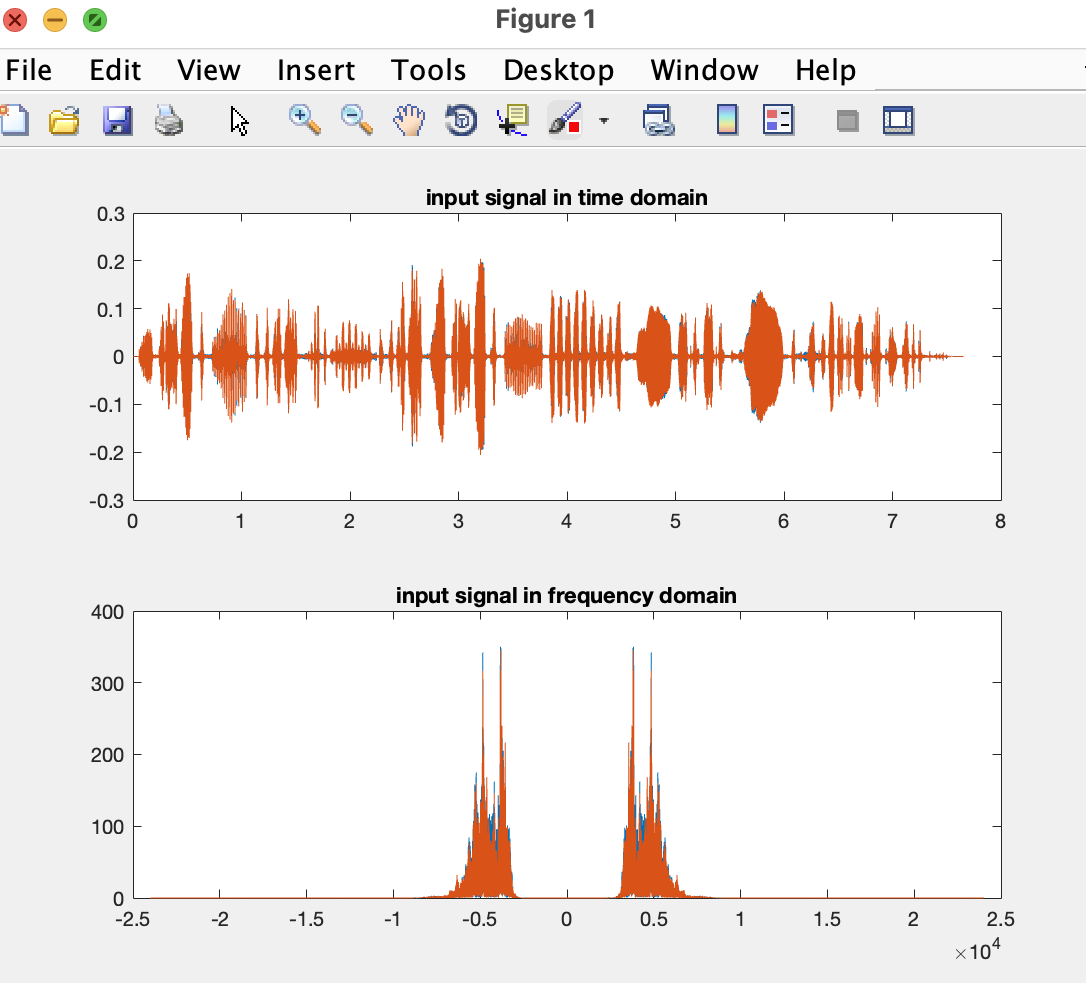 Figure 1
File Edit View Insert Tools Desktop Window Help
input signal in time domain
0.3
0.2
0.1
0
-0.1
-0.2
-0.3
0 1 2 3 4 5 6 7 8
input signal in frequency domain
400
300
200
100
0
-2.5 -2 -1.5 -1 -0.5 0 0.5 1 1.5 2 2.5
×10⁴